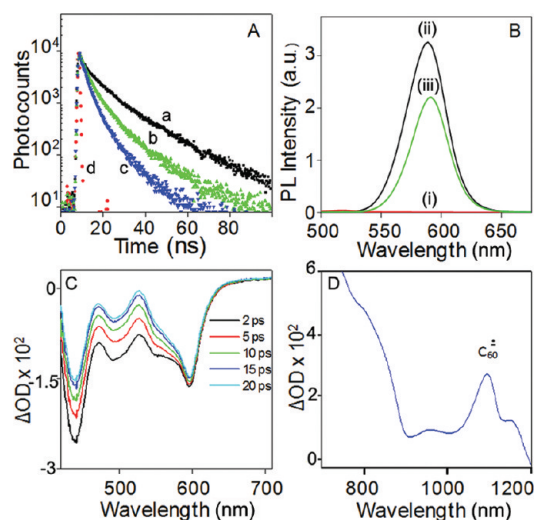 A
10⁴
10³
10²
10¹
Photocounts
a
b
c
d
0 20 40 60 80
Time (ns)
B
(ii)
(iii)
(i)
3
2
1
0
PL Intensity (a.u.)
500 550 600 650
Wavelength (nm)
C
0
-1.5
-3
ΔOD x 10²
2 ps
5 ps
10 ps
15 ps
20 ps
500 600 700
Wavelength (nm)
D
6
4
2
0
ΔOD x 10²
C₆₀
800 1000 1200
Wavelength (nm)